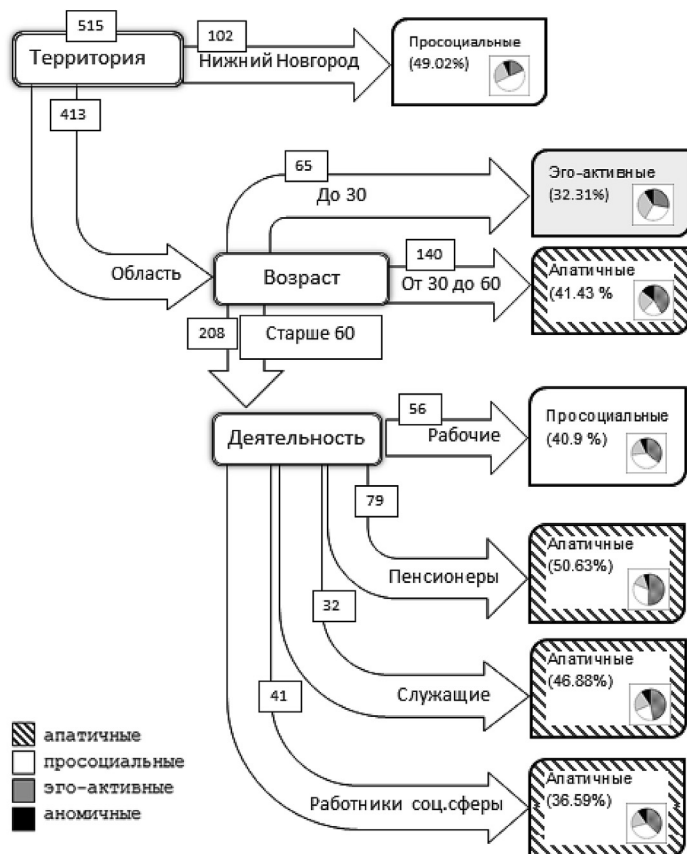 515
102
Территория
Нижний Новгород
Просоциальные
(49.02%)
413
65
До 30
Эго-активные
(32.31%)
Область
Возраст
140
От 30 до 60
Апатичные
(41.43 %
208
Старше 60
Деятельность
56
Рабочие
Просоциальные
(40.9 %)
79
Пенсионеры
Апатичные
(50.63%)
32
Служащие
Апатичные
(46.88%)
41
Работники соц.сферы
Апатичные
(36.59%)
апатичные
просоциальные
эго-активные
аномичные